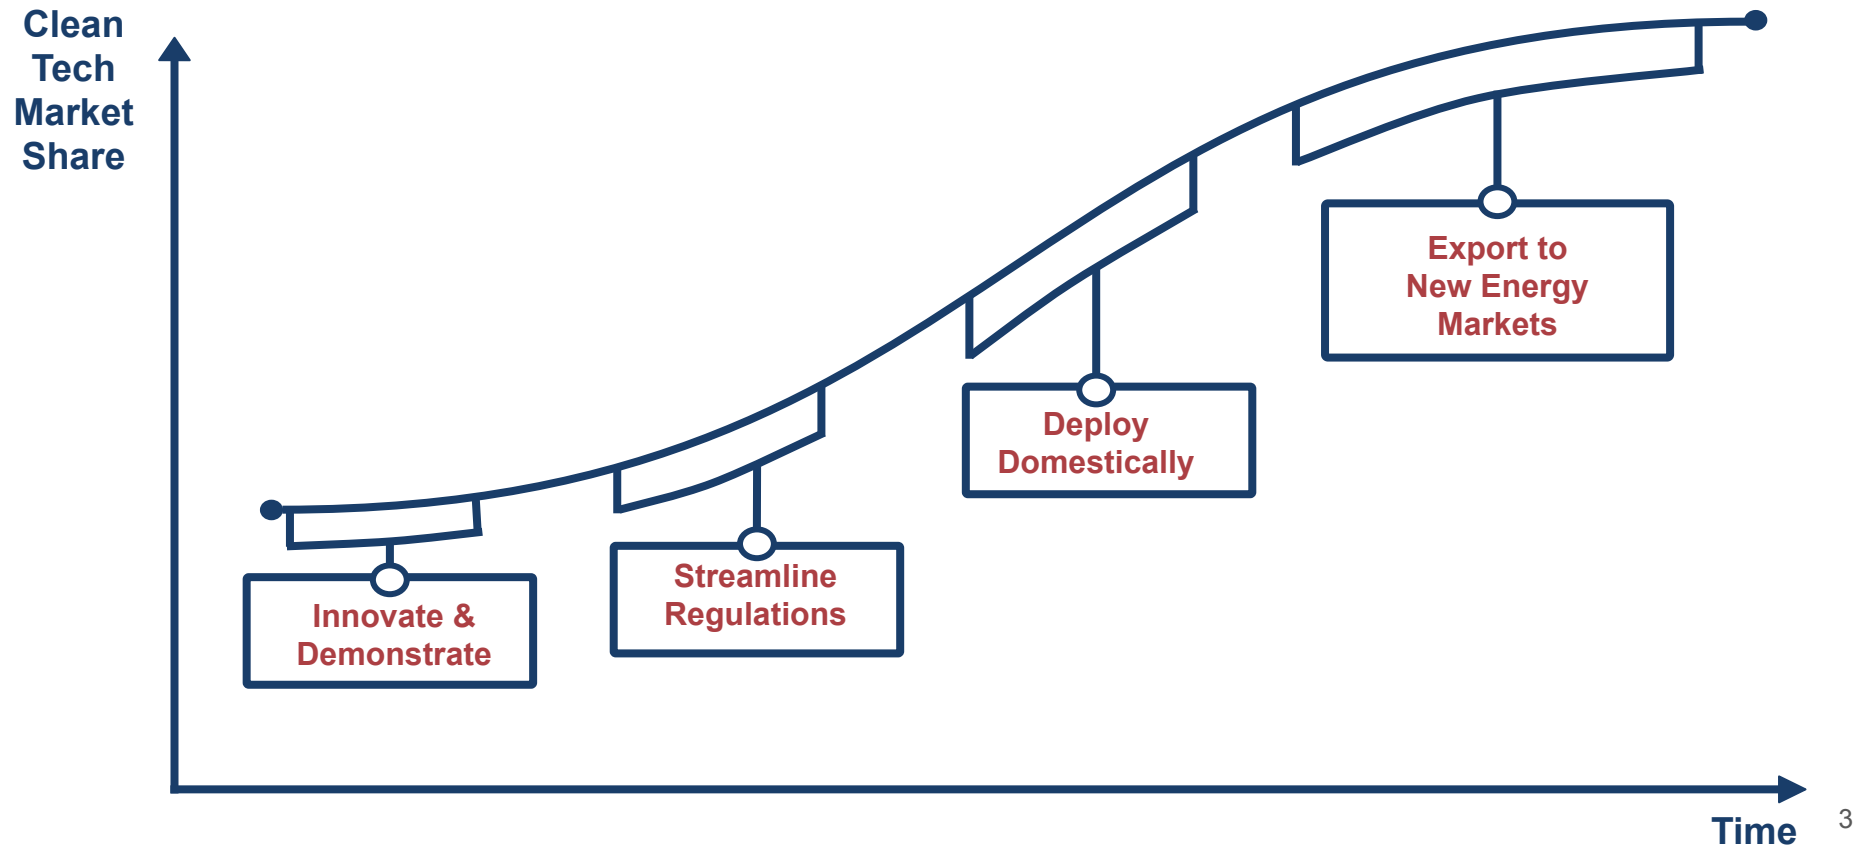 Clean
Tech
Market
Share
Export to
New Energy
Markets
Deploy
Domestically
Streamline
Regulations
Innovate &
Demonstrate
Time
3